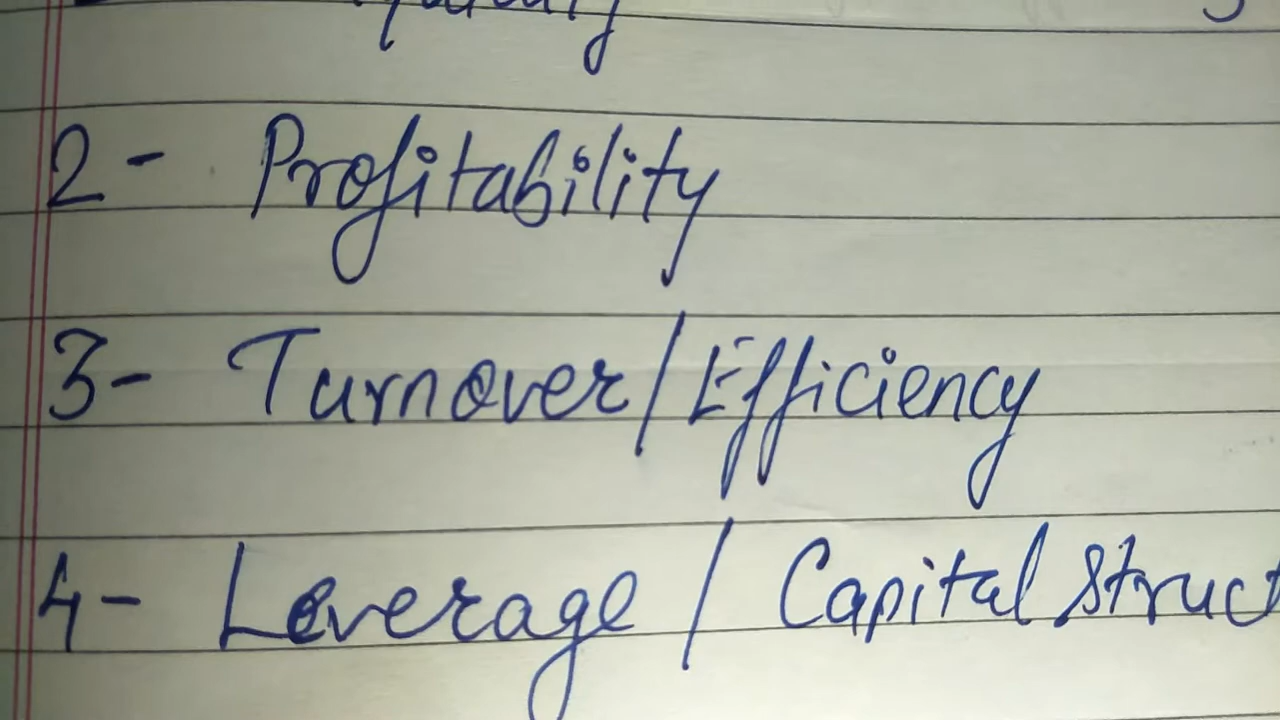 2- Profitability
3- Turnover/Efficiency
4- Leverage / Capital Struct